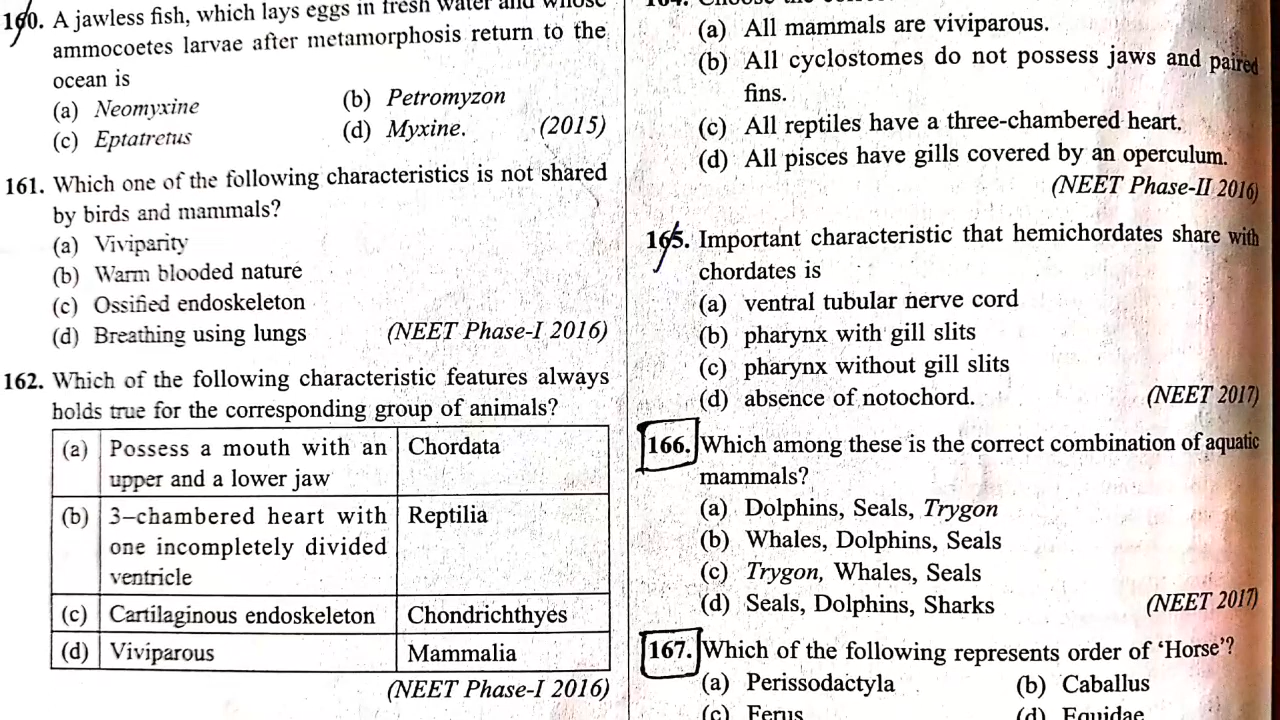 160. A jawless fish, which lays eggs in fresh water and whose
ammocoetes larvae after metamorphosis return to the
ocean is
(a) Neomyxine (b) Petromyzon
(c) Eptatretus (d) Myxine. (2015)
161. Which one of the following characteristics is not shared
by birds and mammals?
(a) Viviparity
(b) Warm blooded nature
(c) Ossified endoskeleton
(d) Breathing using lungs (NEET Phase-I 2016)
162. Which of the following characteristic features always
holds true for the corresponding group of animals?
(a) Possess a mouth with an Chordata
upper and a lower jaw
(b) 3–chambered heart with Reptilia
one incompletely divided
ventricle
(c) Cartilaginous endoskeleton Chondrichthyes
(d) Viviparous Mammalia
(NEET Phase-I 2016)
(a) All mammals are viviparous.
(b) All cyclostomes do not possess jaws and paired
fins.
(c) All reptiles have a three-chambered heart.
(d) All pisces have gills covered by an operculum.
(NEET Phase-II 2016)
165. Important characteristic that hemichordates share with
chordates is
(a) ventral tubular nerve cord
(b) pharynx with gill slits
(c) pharynx without gill slits
(d) absence of notochord. (NEET 2017)
166. Which among these is the correct combination of aquatic
mammals?
(a) Dolphins, Seals, Trygon
(b) Whales, Dolphins, Seals
(c) Trygon, Whales, Seals
(d) Seals, Dolphins, Sharks (NEET 2017)
167. Which of the following represents order of ‘Horse’?
(a) Perissodactyla (b) Caballus
(c) Ferus (d) Equidae